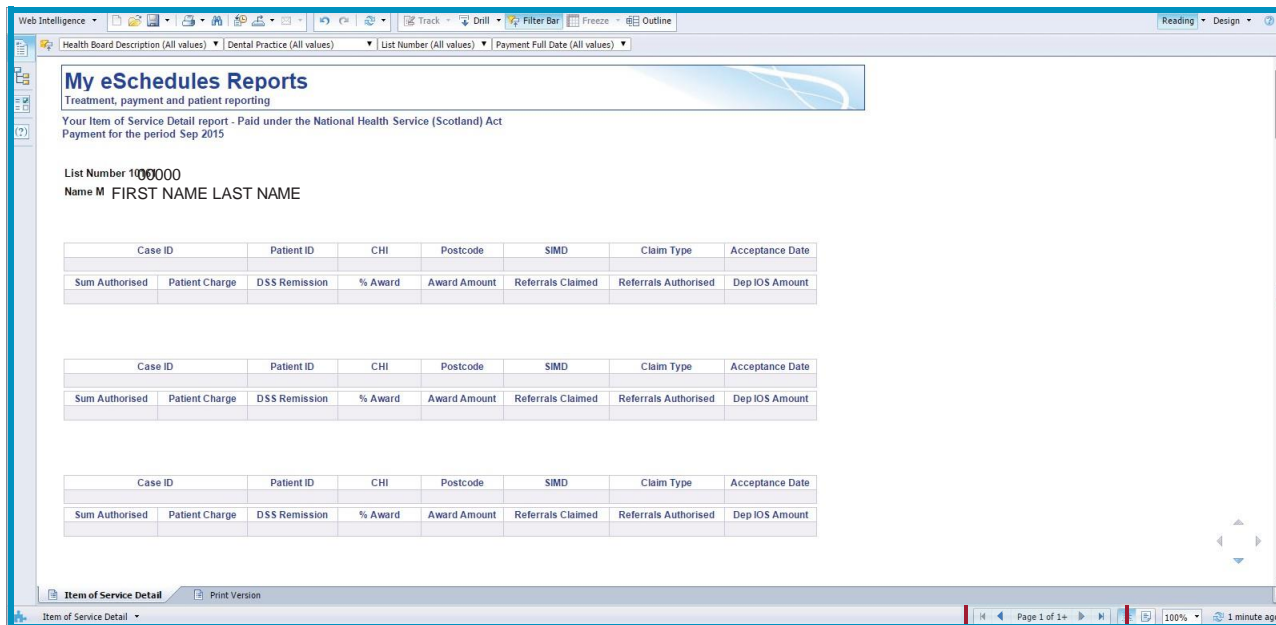 Web Intelligence Track Drill Filter Bar Freeze Outline Reading Design
Health Board Description (All values) Dental Practice (All values) List Number (All values) Payment Full Date (All values)
My eSchedules Reports
Treatment, payment and patient reporting
Your Item of Service Detail report - Paid under the National Health Service (Scotland) Act
Payment for the period Sep 2015
List Number 00000
Name M FIRST NAME LAST NAME
Case ID Patient ID CHI Postcode SIMD Claim Type Acceptance Date
Sum Authorised Patient Charge DSS Remission % Award Award Amount Referrals Claimed Referrals Authorised Dep IOS Amount
Case ID Patient ID CHI Postcode SIMD Claim Type Acceptance Date
Sum Authorised Patient Charge DSS Remission % Award Award Amount Referrals Claimed Referrals Authorised Dep IOS Amount
Case ID Patient ID CHI Postcode SIMD Claim Type Acceptance Date
Sum Authorised Patient Charge DSS Remission % Award Award Amount Referrals Claimed Referrals Authorised Dep IOS Amount
Item of Service Detail Print Version
Item of Service Detail Page 1 of 1+ 100% 1 minute ago